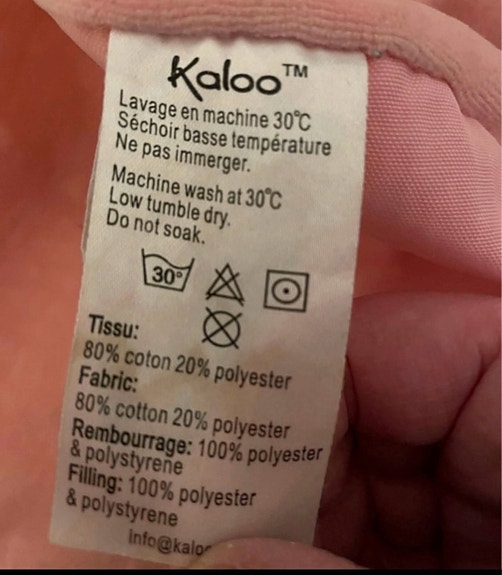 Kaloo™
Lavage en machine 30°C
Séchoir basse température
Ne pas immerger.
Machine wash at 30°C
Low tumble dry.
Do not soak.
30°
Tissu:
80% coton 20% polyester
Fabric:
80% cotton 20% polyester
Rembourrage: 100% polyester
& polystyrene
Filling: 100% polyester
& polystyrene